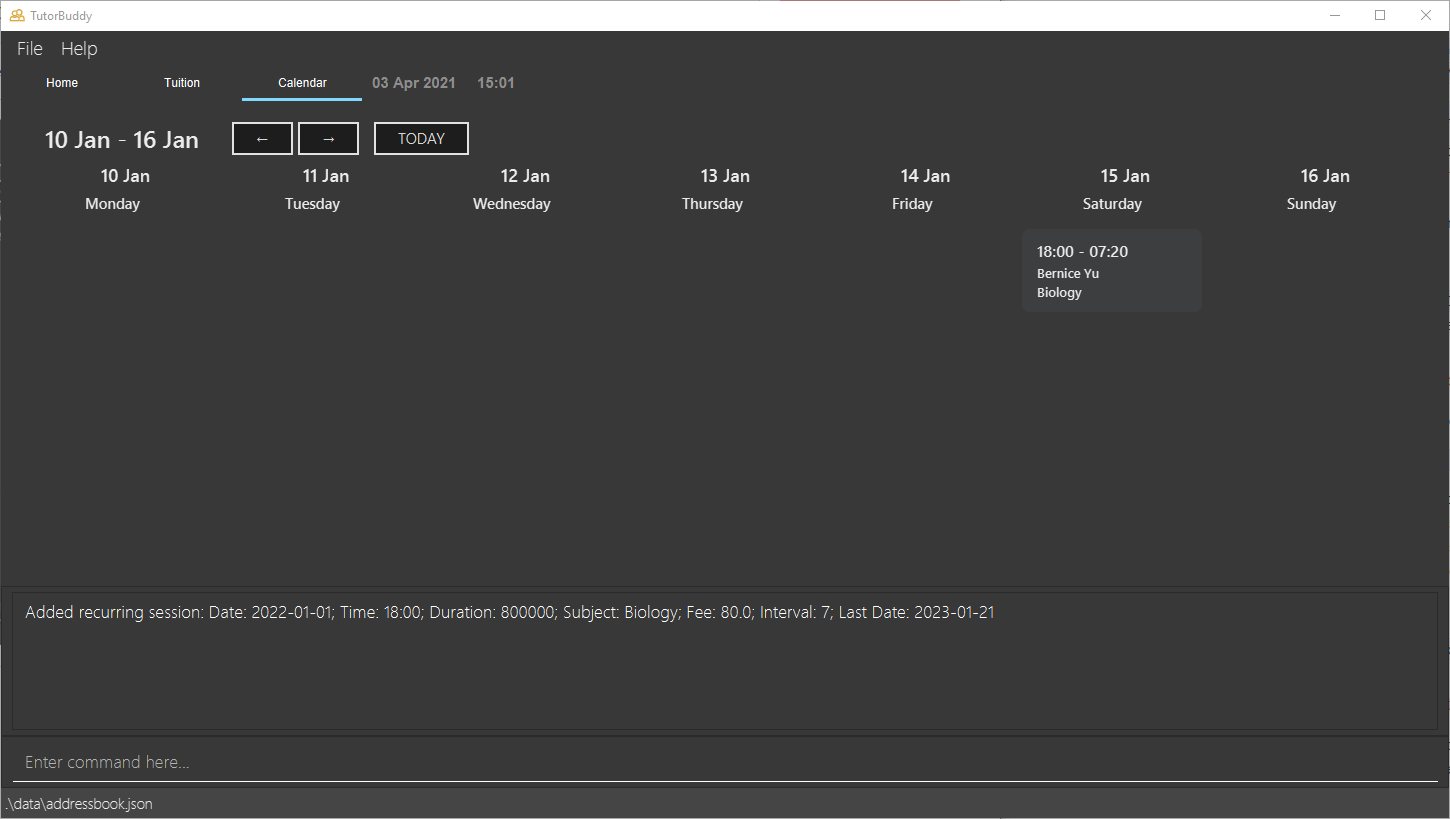 TutorBuddy
File Help
Home Tuition Calendar 03 Apr 2021 15:01
10 Jan - 16 Jan ← → TODAY
10 Jan 11 Jan 12 Jan 13 Jan 14 Jan 15 Jan 16 Jan
Monday Tuesday Wednesday Thursday Friday Saturday Sunday
18:00 - 07:20
Bernice Yu
Biology
Added recurring session: Date: 2022-01-01; Time: 18:00; Duration: 800000; Subject: Biology; Fee: 80.0; Interval: 7; Last Date: 2023-01-21
Enter command here...
.\data\addressbook.json